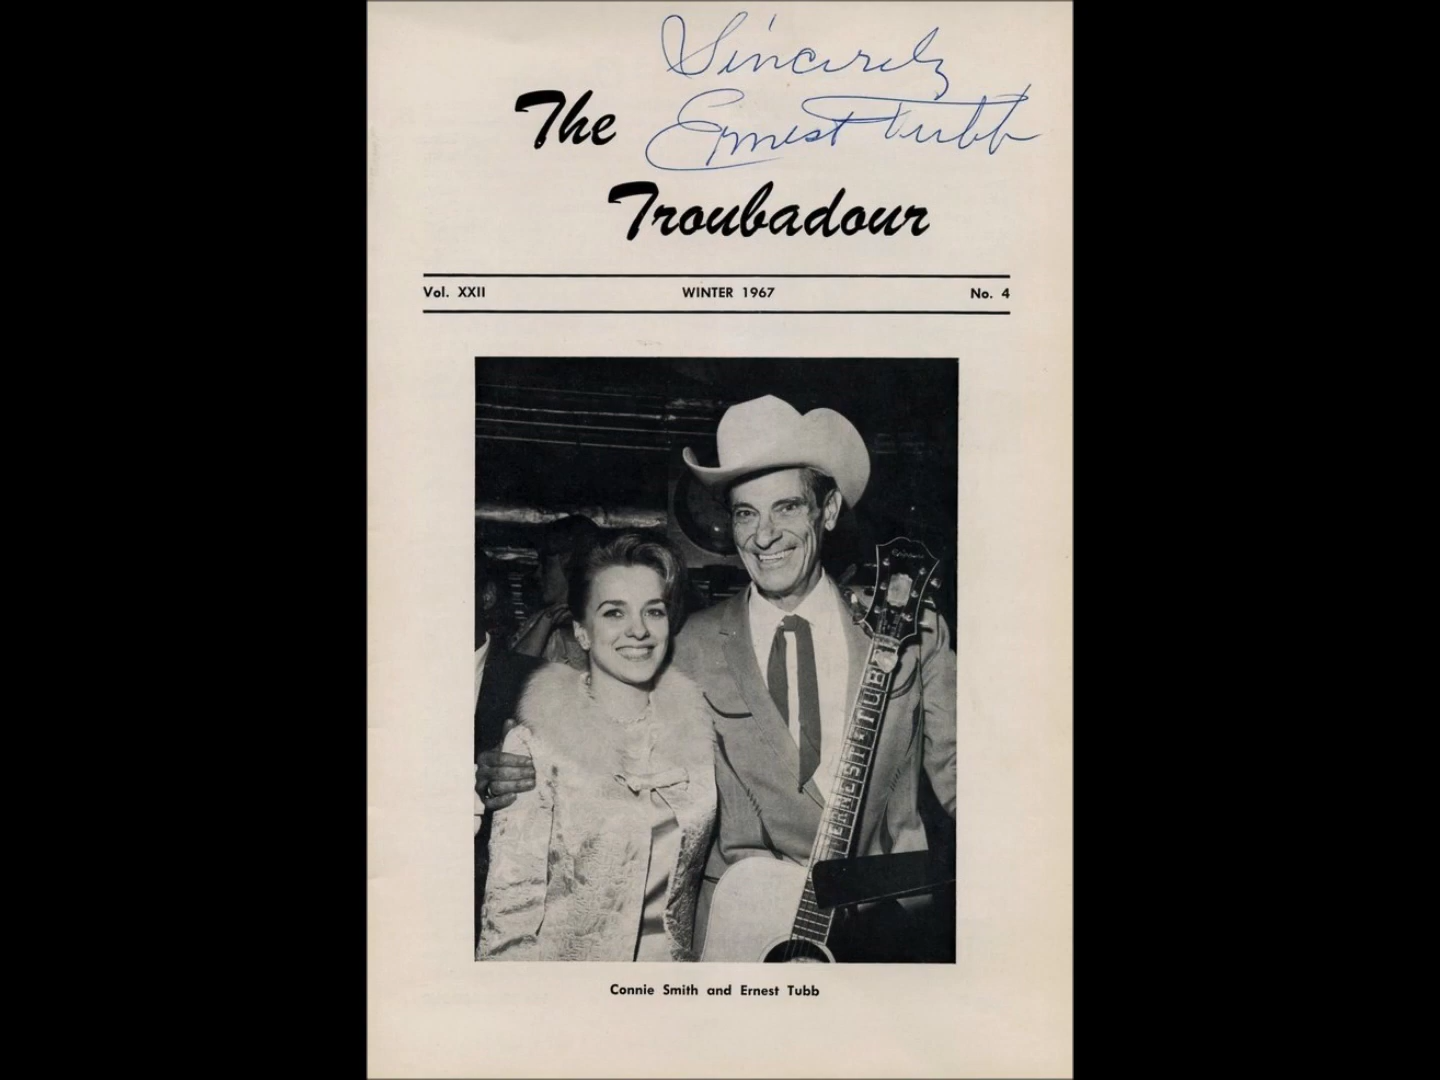 Sincerely
Ernest Tubb
The
Troubadour
Vol. XXII WINTER 1967 No. 4
ERNEST TUBB
Connie Smith and Ernest Tubb